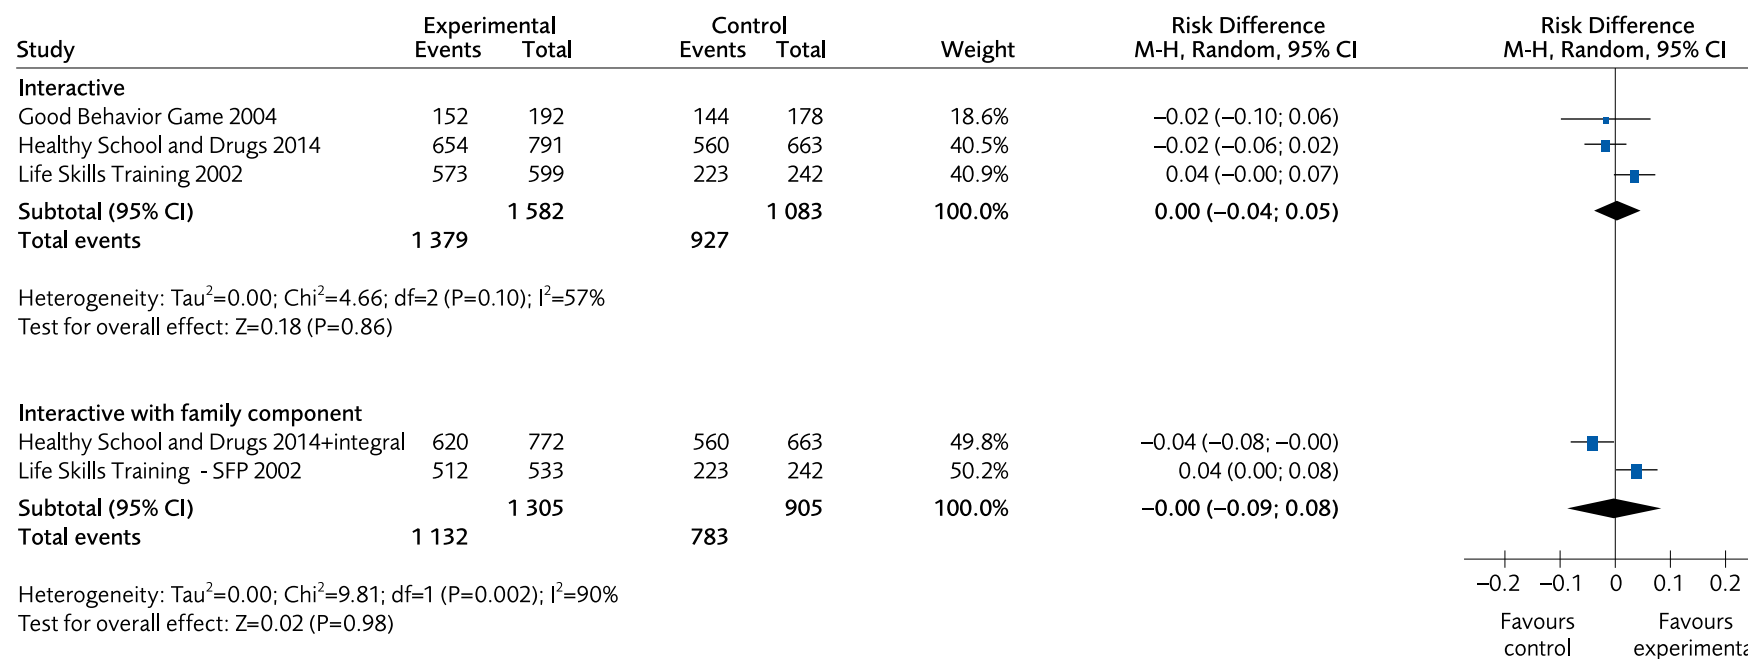 Experimental Control Risk Difference Risk Difference
Study Events Total Events Total Weight M-H, Random, 95% CI M-H, Random, 95% CI
Interactive
Good Behavior Game 2004 152 192 144 178 18.6% −0.02 (−0.10; 0.06)
Healthy School and Drugs 2014 654 791 560 663 40.5% −0.02 (−0.06; 0.02)
Life Skills Training 2002 573 599 223 242 40.9% 0.04 (-0.00; 0.07)
Subtotal (95% CI) 1 582 1 083 100.0% 0.00 (−0.04; 0.05)
Total events 1 379 927
Heterogeneity: Tau²=0.00; Chi²=4.66; df=2 (P=0.10); I²=57%
Test for overall effect: Z=0.18 (P=0.86)
Interactive with family component
Healthy School and Drugs 2014+integral 620 772 560 663 49.8% −0.04 (−0.08; −0.00)
Life Skills Training - SFP 2002 512 533 223 242 50.2% 0.04 (0.00; 0.08)
Subtotal (95% CI) 1 305 905 100.0% −0.00 (−0.09; 0.08)
Total events 1 132 783
Heterogeneity: Tau²=0.00; Chi²=9.81; df=1 (P=0.002); I²=90%
Test for overall effect: Z=0.02 (P=0.98)
−0.2 −0.1 0 0.1 0.2
Favours Favours
control experimenta